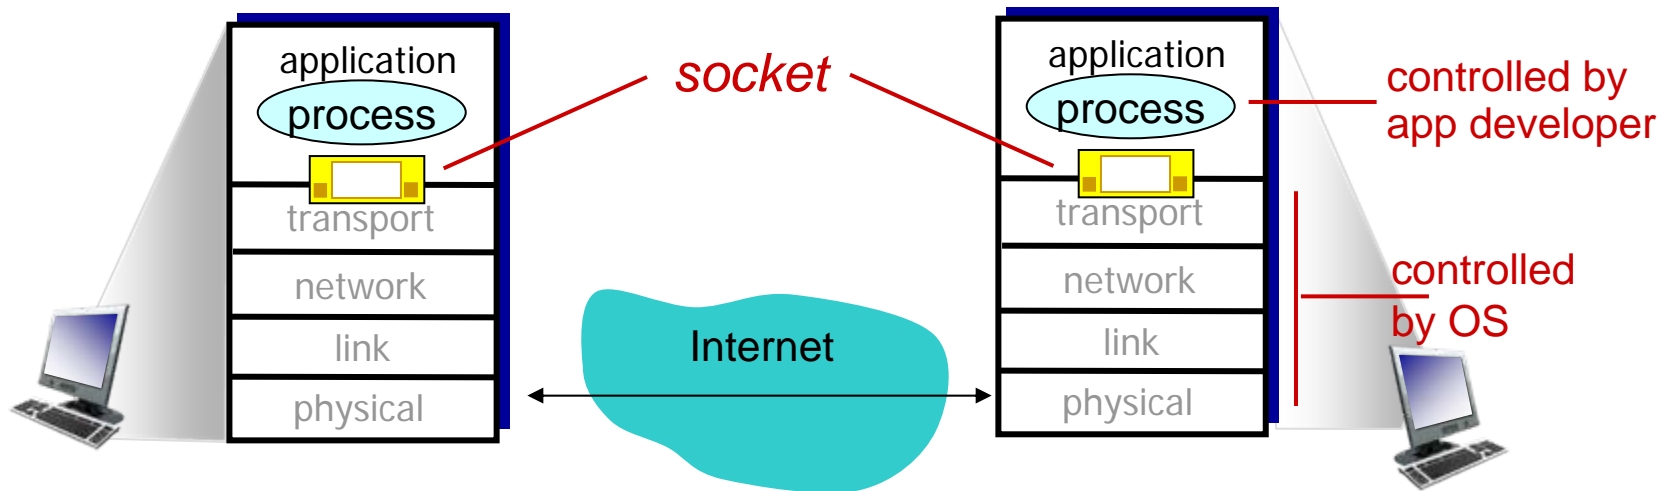 application
process
transport
network
link
physical
socket
Internet
application
process
transport
network
link
physical
controlled by
app developer
controlled
by OS